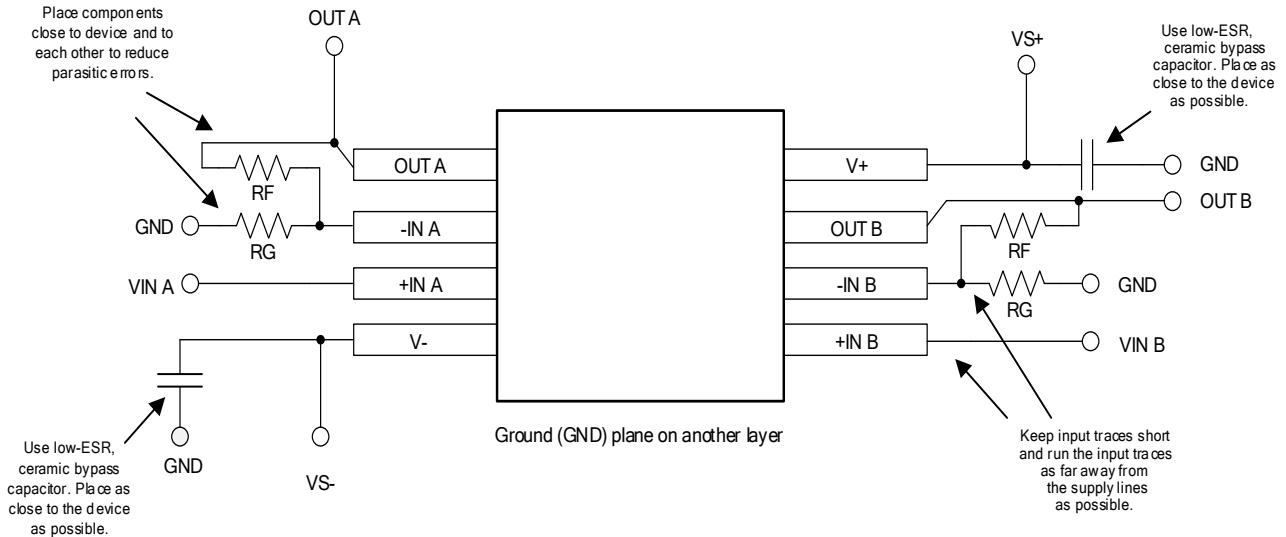 Place components
close to device and to
each other to reduce
parasitic errors.
OUT A
VS+
Use low-ESR,
ceramic bypass
capacitor. Place as
close to the device
as possible.
OUT A
V+
GND
RF
OUT B
GND
-IN A
OUT B
RG
RF
VIN A
+IN A
-IN B
GND
RG
V-
+IN B
VIN B
Ground (GND) plane on another layer
Use low-ESR,
ceramic bypass
capacitor. Place as
close to the device
as possible.
GND
VS-
Keep input traces short
and run the input traces
as far away from
the supply lines
as possible.